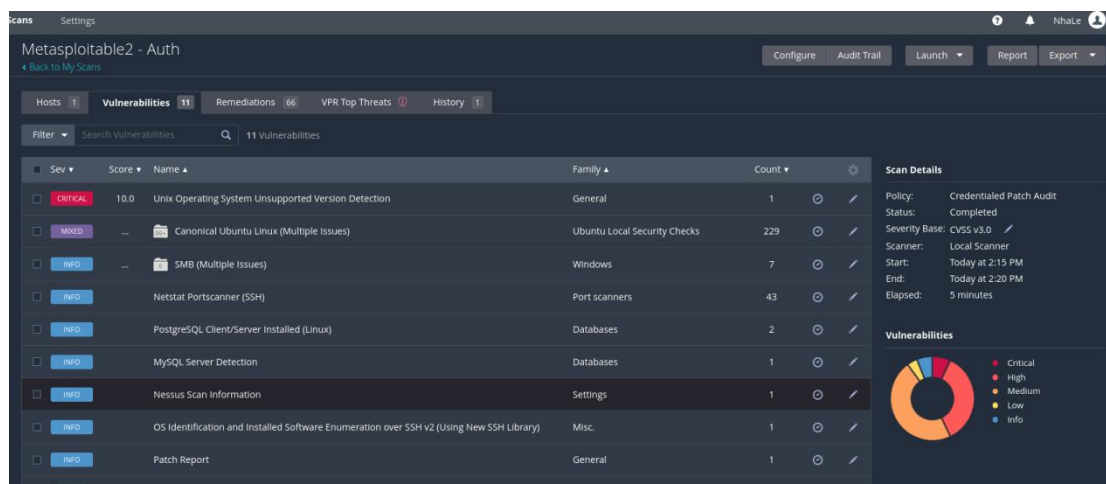 Scans Settings NhaLe
Metasploitable2 - Auth
Back to My Scans
Configure Audit Trail Launch Report Export
Hosts 1 Vulnerabilities 11 Remediations 66 VPR Top Threats History 1
Filter Search Vulnerabilities 11 Vulnerabilities
Sev Score Name Family Count
CRITICAL 10.0 Unix Operating System Unsupported Version Detection General 1
MIXED ... Canonical Ubuntu Linux (Multiple Issues) Ubuntu Local Security Checks 229
INFO ... 6 SMB (Multiple Issues) Windows 7
INFO Netstat Portscanner (SSH) Port scanners 43
INFO PostgreSQL Client/Server Installed (Linux) Databases 2
INFO MySQL Server Detection Databases 1
INFO Nessus Scan Information Settings 1
INFO OS Identification and Installed Software Enumeration over SSH v2 (Using New SSH Library) Misc. 1
INFO Patch Report General 1
Scan Details
Policy: Credentialed Patch Audit
Status: Completed
Severity Base: CVSS v3.0
Scanner: Local Scanner
Start: Today at 2:15 PM
End: Today at 2:20 PM
Elapsed: 5 minutes
Vulnerabilities
Critical
High
Medium
Low
Info